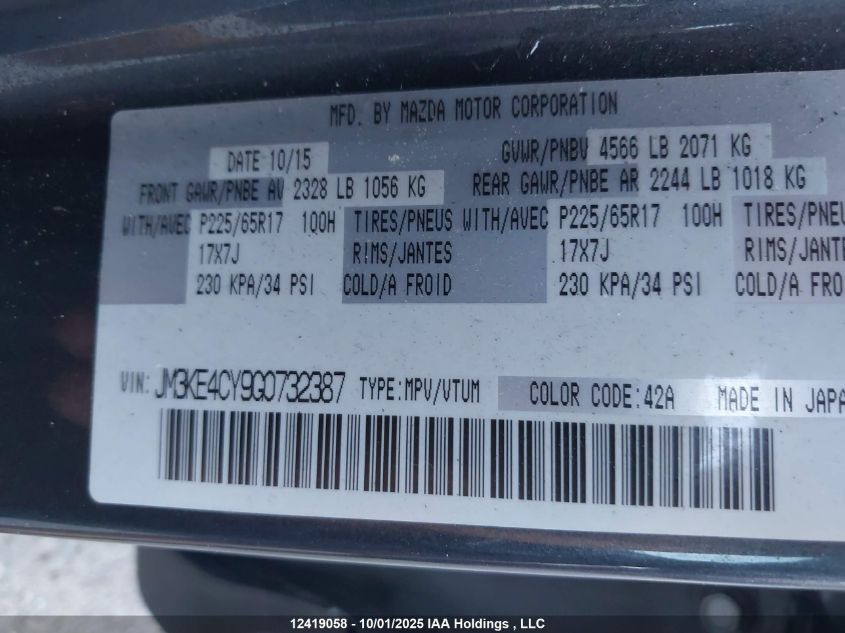 MFD. BY MAZDA MOTOR CORPORATION
DATE 10/15 GVWR/PNBV 4566 LB 2071 KG
FRONT GAWR/PNBE AV 2328 LB 1056 KG REAR GAWR/PNBE AR 2244 LB 1018 KG
WITH/AVEC P225/65R17 100H TIRES/PNEUS WITH/AVEC P225/65R17 100H TIRES/PNEU
17X7J RIMS/JANTES 17X7J RIMS/JANTE
230 KPA/34 PSI COLD/A FROID 230 KPA/34 PSI COLD/A FRO
VIN: JM3KE4CY9G0732387 TYPE:MPV/VTUM COLOR CODE:42A MADE IN JAPA
12419058 - 10/01/2025 IAA Holdings , LLC